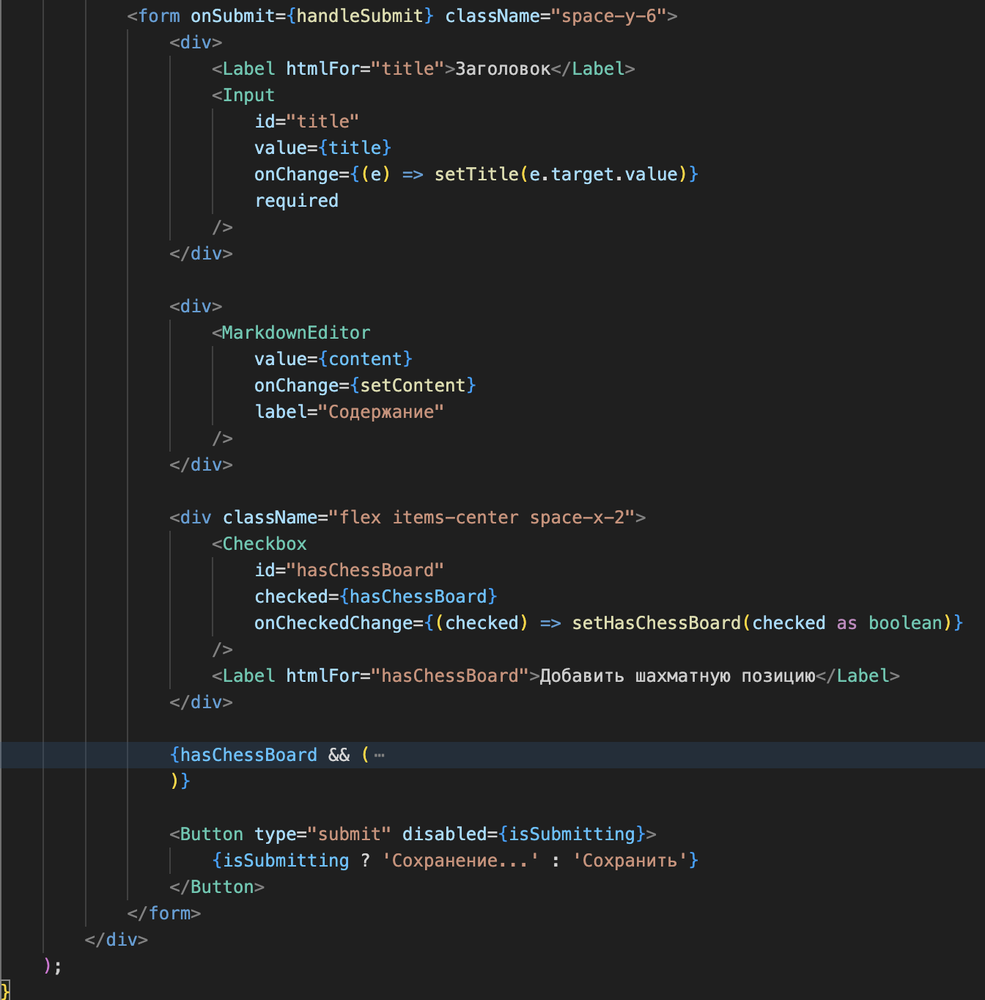 <form onSubmit={handleSubmit} className="space-y-6">
<div>
<Label htmlFor="title">Заголовок</Label>
<Input
id="title"
value={title}
onChange={(e) => setTitle(e.target.value)}
required
/>
</div>
<div>
<MarkdownEditor
value={content}
onChange={setContent}
label="Содержание"
/>
</div>
<div className="flex items-center space-x-2">
<Checkbox
id="hasChessBoard"
checked={hasChessBoard}
onCheckedChange={(checked) => setHasChessBoard(checked as boolean)}
/>
<Label htmlFor="hasChessBoard">Добавить шахматную позицию</Label>
</div>
{hasChessBoard && (⋯
)}
<Button type="submit" disabled={isSubmitting}>
{isSubmitting ? 'Сохранение...' : 'Сохранить'}
</Button>
</form>
</div>
);
}